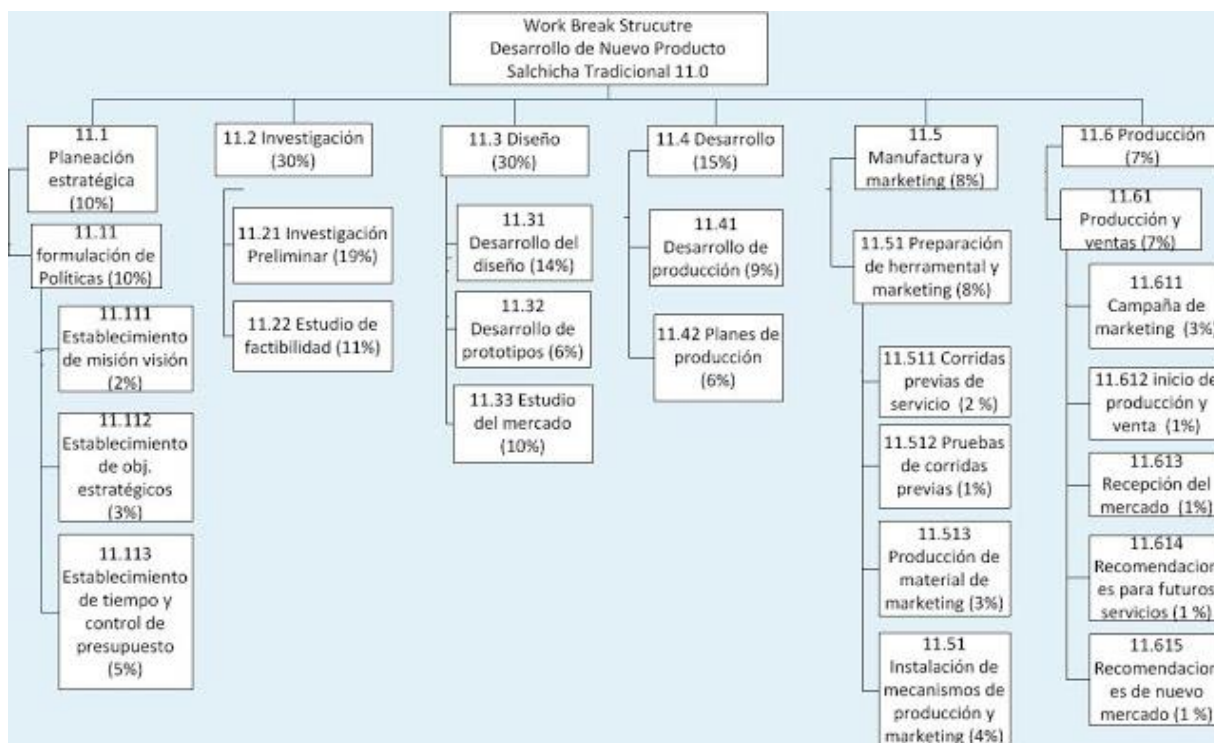 Work Break Strucutre
Desarrollo de Nuevo Producto
Salchicha Tradicional 11.0
11.1
Planeación
estratégica
(10%)
11.11
formulación de
Políticas (10%)
11.111
Establecimiento
de misión visión
(2%)
11.112
Establecimiento
de obj.
estratégicos
(3%)
11.113
Establecimiento
de tiempo y
control de
presupuesto
(5%)
11.2 Investigación
(30%)
11.21 Investigación
Preliminar (19%)
11.22 Estudio de
factibilidad (11%)
11.3 Diseño
(30%)
11.31
Desarrollo del
diseño (14%)
11.32
Desarrollo de
prototipos (6%)
11.33 Estudio
del mercado
(10%)
11.4 Desarrollo
(15%)
11.41
Desarrollo de
producción (9%)
11.42 Planes de
producción
(6%)
11.5
Manufactura y
marketing (8%)
11.51 Preparación
de herramental y
marketing (8%)
11.511 Corridas
previas de
servicio (2 %)
11.512 Pruebas
de corridas
previas (1%)
11.513
Producción de
material de
marketing (3%)
11.51
Instalación de
mecanismos de
producción y
marketing (4%)
11.6 Producción
(7%)
11.61
Producción y
ventas (7%)
11.611
Campaña de
marketing (3%)
11.612 inicio de
producción y
venta (1%)
11.613
Recepción del
mercado (1%)
11.614
Recomendacion
es para futuros
servicios (1 %)
11.615
Recomendacion
es de nuevo
mercado (1 %)